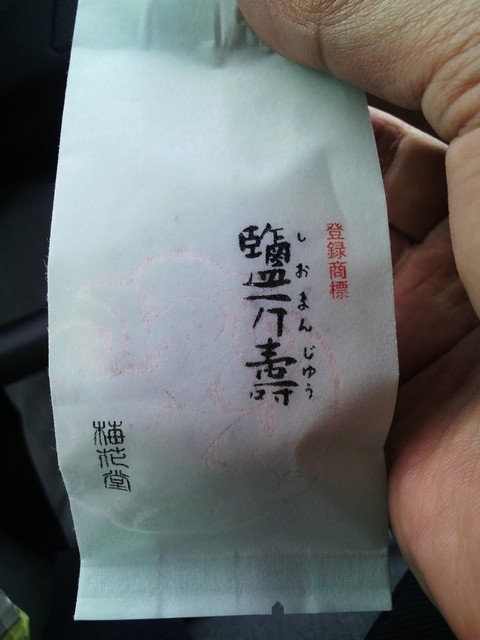 登録商標
しおまんじゅう
鹽万壽
梅花堂